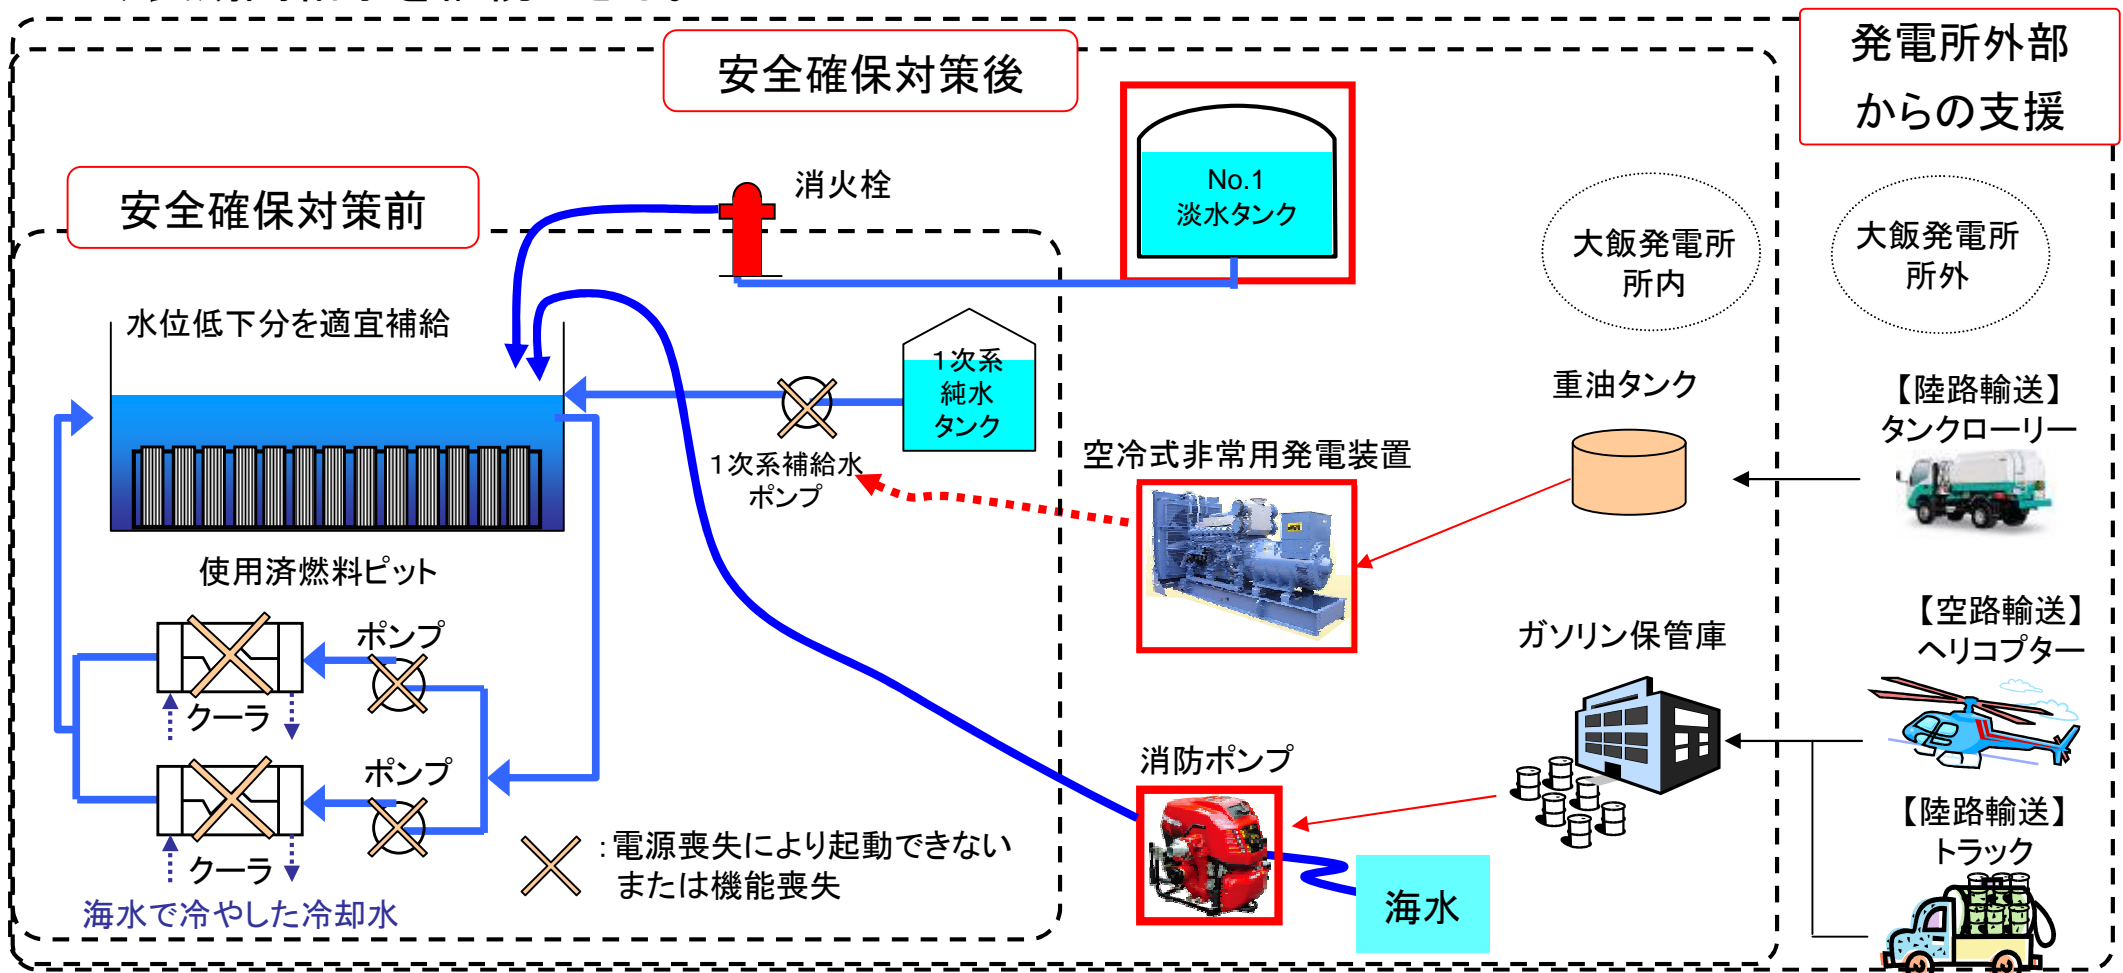 発電所外部
からの支援
安全確保対策後
安全確保対策前
消火栓
No.1
淡水タンク
大飯発電所
所内
大飯発電所
所外
水位低下分を適宜補給
1次系
純水
タンク
1次系補給水
ポンプ
空冷式非常用発電装置
重油タンク
【陸路輸送】
タンクローリー
使用済燃料ピット
ポンプ
クーラ
ポンプ
クーラ
海水で冷やした冷却水
:電源喪失により起動できない
または機能喪失
消防ポンプ
海水
ガソリン保管庫
【空路輸送】
ヘリコプター
【陸路輸送】
トラック